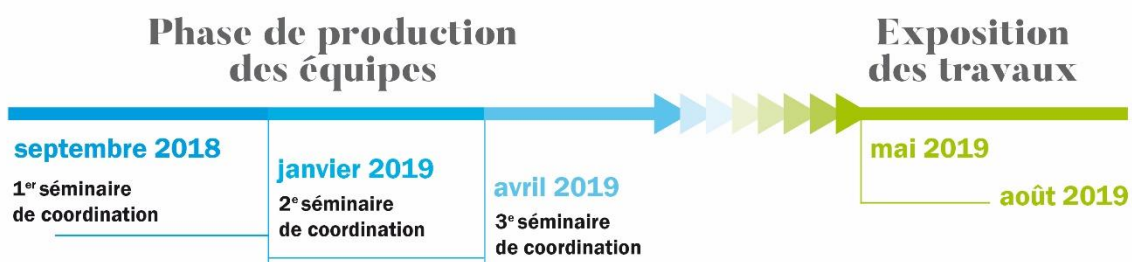 Phase de production
des équipes
Exposition
des travaux
septembre 2018
1er séminaire
de coordination
janvier 2019
2e séminaire
de coordination
avril 2019
3e séminaire
de coordination
mai 2019
août 2019